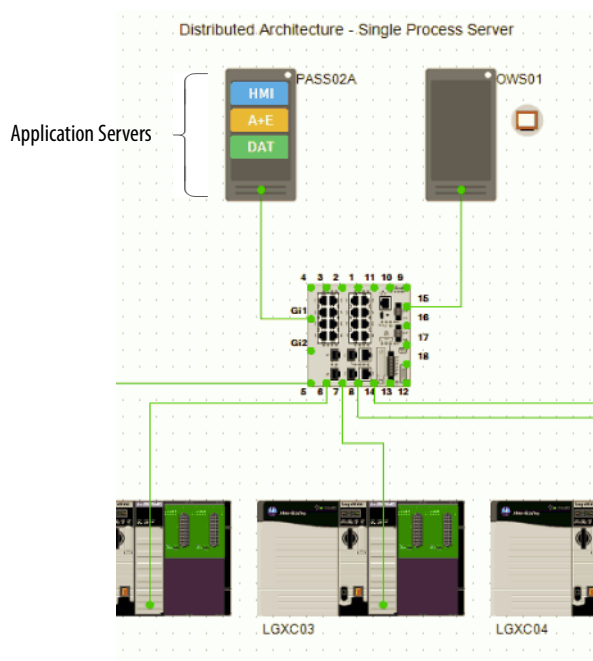 Distributed Architecture - Single Process Server
PASS02A
OWS01
HMI
A+E
DAT
Application Servers
4 3 2 1 11 10 9
15
Gi1
16
17
Gi2
18
5 6 7 8 14 13 12
LGXC03
LGXC04